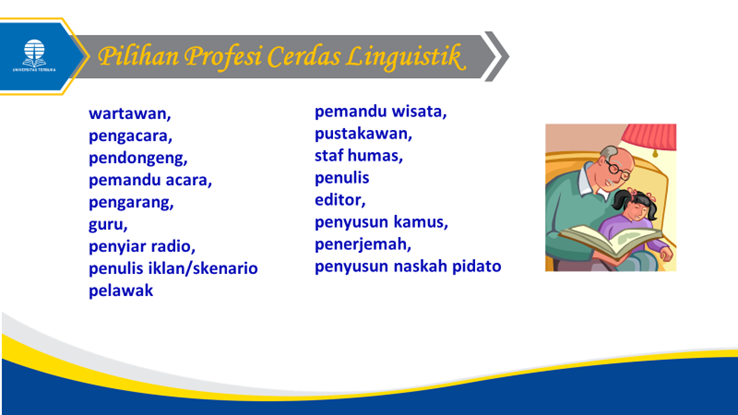 UNIVERSITAS TERBUKA
Pilihan Profesi Cerdas Linguistik
wartawan,
pengacara,
pendongeng,
pemandu acara,
pengarang,
guru,
penyiar radio,
penulis iklan/skenario
pelawak
pemandu wisata,
pustakawan,
staf humas,
penulis
editor,
penyusun kamus,
penerjemah,
penyusun naskah pidato